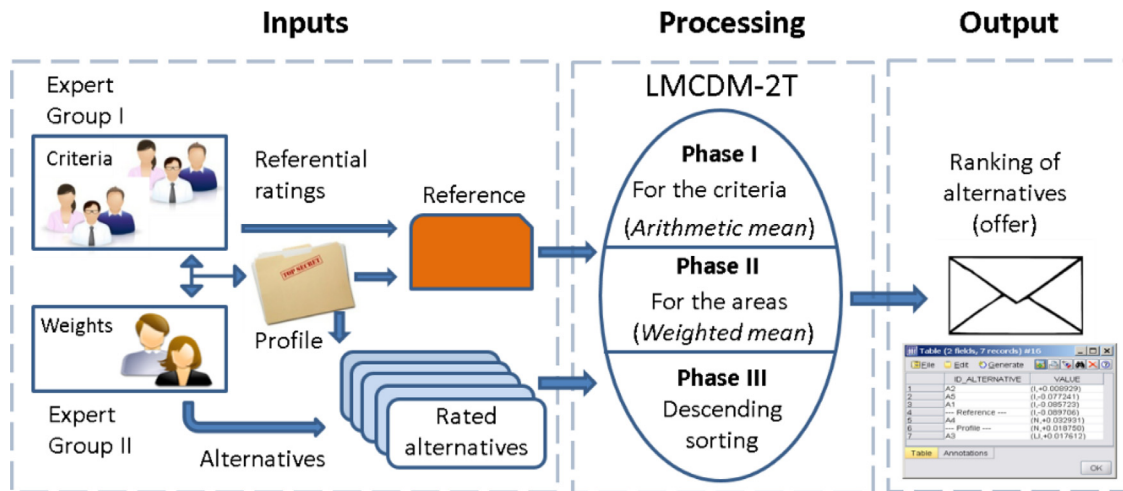 Inputs
Processing
Output
Expert
Group I
Criteria
Referential
ratings
Reference
TOP SECRET
Profile
Weights
Expert
Group II
Alternatives
Rated
alternatives
LMCDM-2T
Phase I
For the criteria
(Arithmetic mean)
Phase II
For the areas
(Weighted mean)
Phase III
Descending
sorting
Ranking of
alternatives
(offer)
Table (2 fields, 7 records) #16
File Edit Generate
ID_ALTERNATIVE VALUE
1 A2 (I,+0.008929)
2 A5 (I,-0.077241)
3 A1 (I,-0.085723)
4 --- Reference --- (I,-0.089706)
5 A4 (N,+0.032931)
6 --- Profile --- (N,+0.018750)
7 A3 (LI,+0.017612)
Table Annotations
OK